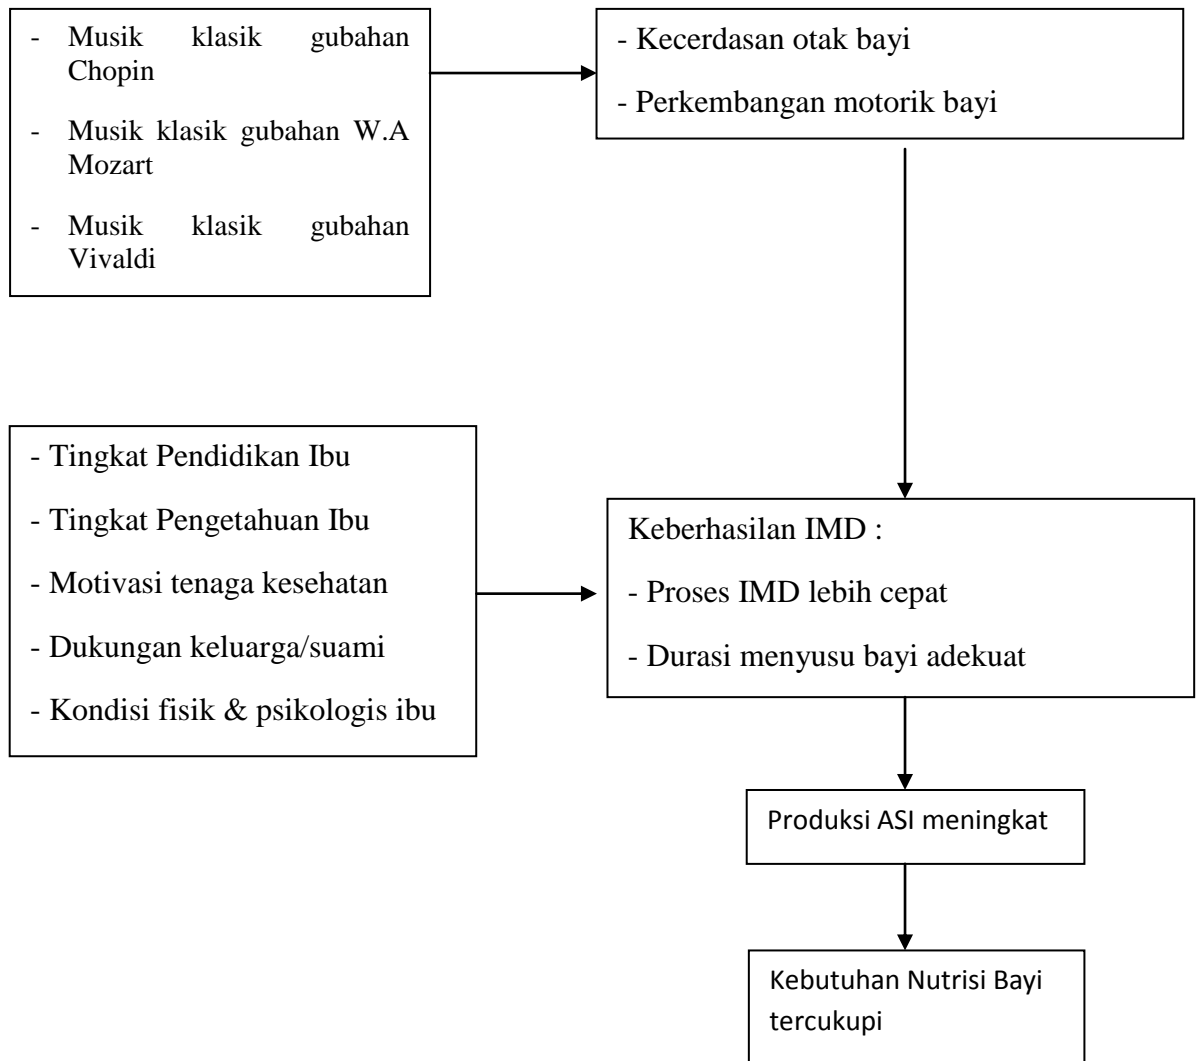 - Musik klasik gubahan
Chopin
- Musik klasik gubahan W.A
Mozart
- Musik klasik gubahan
Vivaldi
- Kecerdasan otak bayi
- Perkembangan motorik bayi
- Tingkat Pendidikan Ibu
- Tingkat Pengetahuan Ibu
- Motivasi tenaga kesehatan
- Dukungan keluarga/suami
- Kondisi fisik & psikologis ibu
Keberhasilan IMD :
- Proses IMD lebih cepat
- Durasi menyusu bayi adekuat
Produksi ASI meningkat
Kebutuhan Nutrisi Bayi
tercukupi